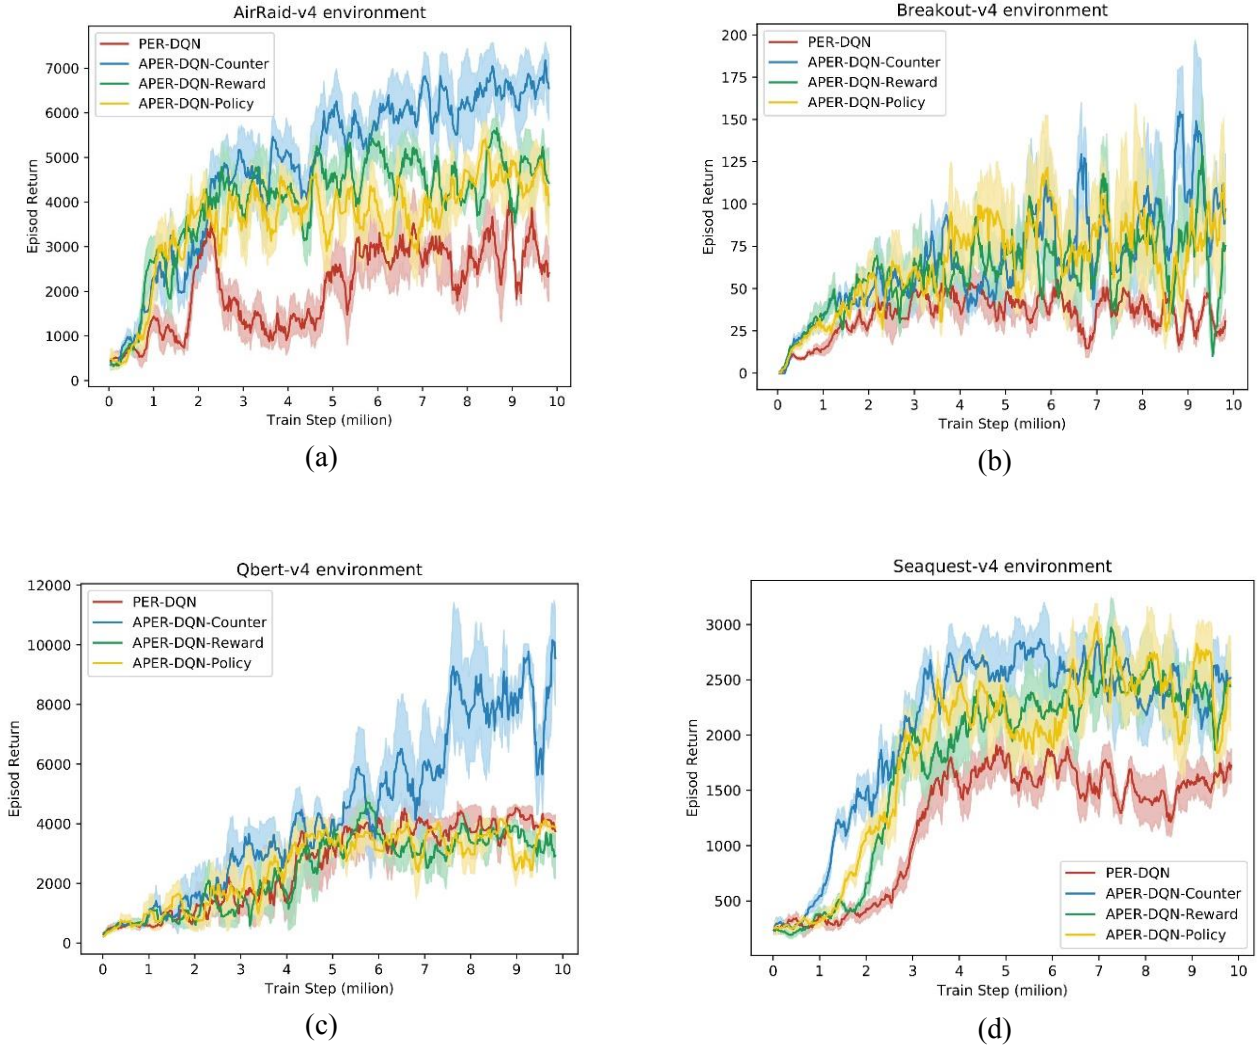 AirRaid-v4 environment
PER-DQN
APER-DQN-Counter
APER-DQN-Reward
APER-DQN-Policy
7000
6000
5000
4000
3000
2000
1000
0
Episod Return
0 1 2 3 4 5 6 7 8 9 10
Train Step (milion)
(a)
Breakout-v4 environment
PER-DQN
APER-DQN-Counter
APER-DQN-Reward
APER-DQN-Policy
200
175
150
125
100
75
50
25
0
Episod Return
0 1 2 3 4 5 6 7 8 9 10
Train Step (milion)
(b)
Qbert-v4 environment
PER-DQN
APER-DQN-Counter
APER-DQN-Reward
APER-DQN-Policy
12000
10000
8000
6000
4000
2000
0
Episod Return
0 1 2 3 4 5 6 7 8 9 10
Train Step (milion)
(c)
Seaquest-v4 environment
3000
2500
2000
1500
1000
500
Episod Return
PER-DQN
APER-DQN-Counter
APER-DQN-Reward
APER-DQN-Policy
0 1 2 3 4 5 6 7 8 9 10
Train Step (milion)
(d)